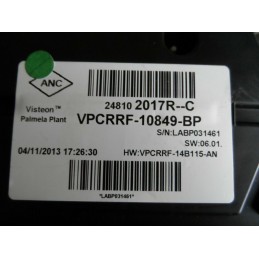 ANC
24810 2017R--C
Visteon™
Palmela Plant
VPCRRF-10849-BP
S/N:LABP031461
SW:06.01.
04/11/2013 17:26:30
HW:VPCRRF-14B115-AN
*LABP031461*